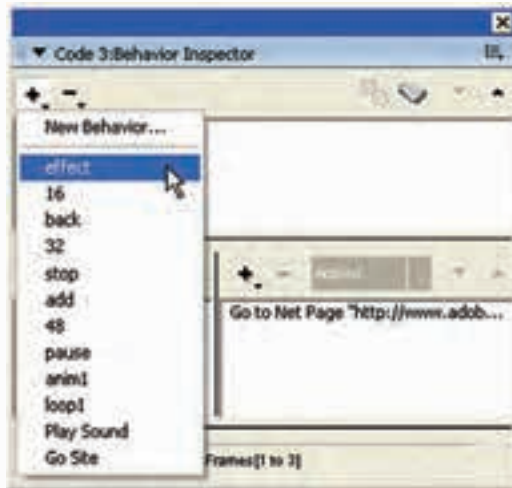 Code 3:Behavior Inspector
New Behavior...
effect
16
back
32
stop
add
48
pause
anim1
loop1
Play Sound
Go Site
Go to Net Page "http://www.adob...
Frames[1 to 3]